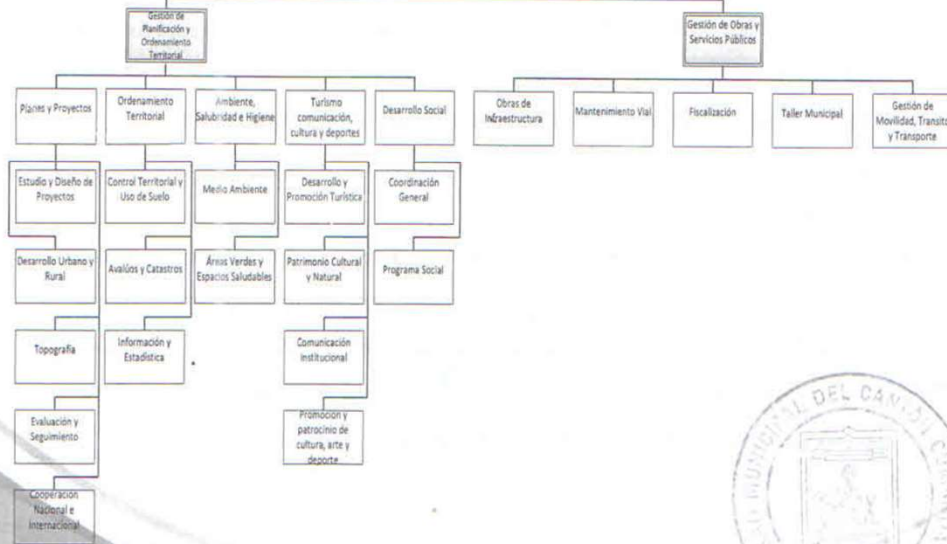 Gestión de
Planificación y
Ordenamiento
Territorial
Gestión de Obras y
Servicios Públicos
Planes y Proyectos
Ordenamiento
Territorial
Ambiente,
Salubridad e Higiene
Turismo
comunicación,
cultura y deportes
Desarrollo Social
Obras de
Infraestructura
Mantenimiento Vial
Fiscalización
Taller Municipal
Gestión de
Movilidad, Transito
y Transporte
Estudio y Diseño de
Proyectos
Control Territorial y
Uso de Suelo
Medio Ambiente
Desarrollo y
Promoción Turística
Coordinación
General
Desarrollo Urbano y
Rural
Avalúos y Catastros
Áreas Verdes y
Espacios Saludables
Patrimonio Cultural
y Natural
Programa Social
Topografía
Información y
Estadística
Comunicación
Institucional
Evaluación y
Seguimiento
Promoción y
patrocinio de
cultura, arte y
deporte
Cooperación
Nacional e
Internacional
MUNICIPAL DEL CANTÓN